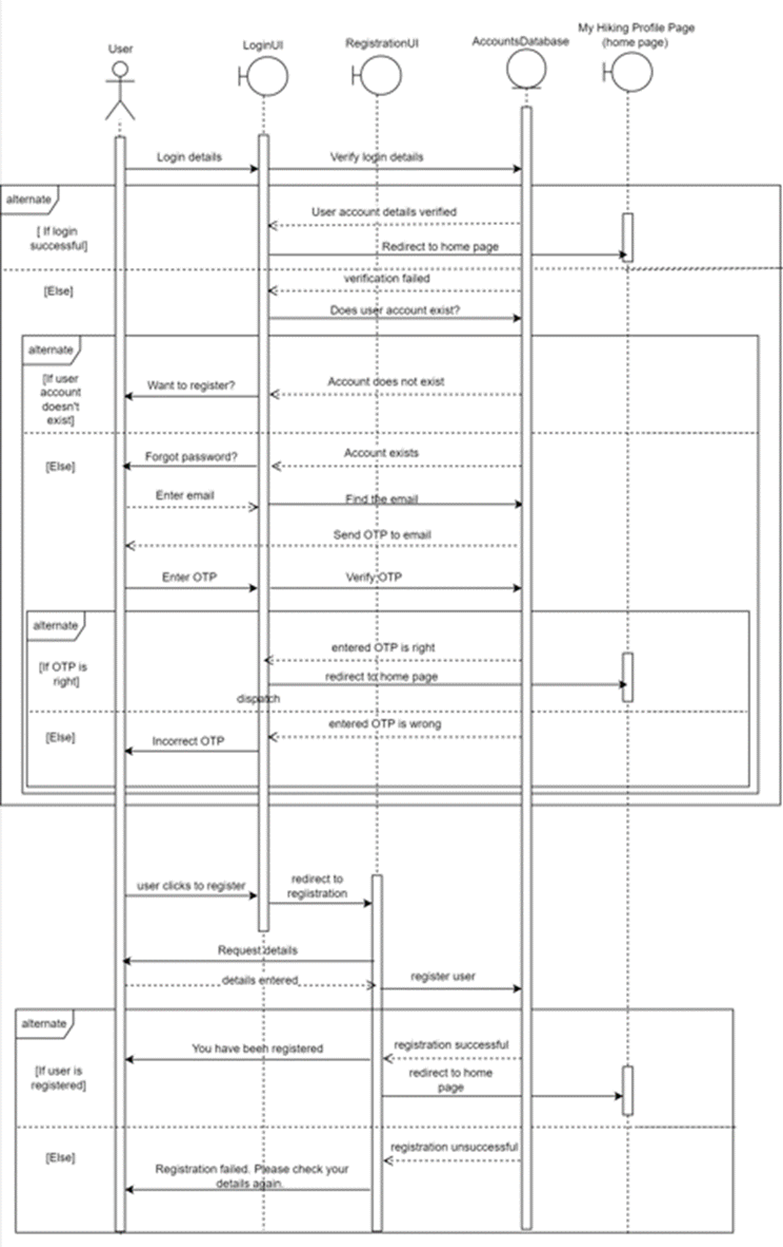 User
LoginUI
RegistrationUI
AccountsDatabase
My Hiking Profile Page
(home page)
Login details
Verify login details
alternate
[ If login
successful]
User account details verified
Redirect to home page
[Else]
verification failed
Does user account exist?
alternate
[If user
account
doesn't
exist]
Want to register?
Account does not exist
[Else]
Forgot password?
Account exists
Enter email
Find the email
Send OTP to email
Enter OTP
Verify OTP
alternate
[If OTP is
right]
entered OTP is right
redirect to home page
dispatch
[Else]
entered OTP is wrong
Incorrect OTP
user clicks to register
redirect to
regiistration
Request details
details entered
register user
alternate
[If user is
registered]
You have been registered
registration successful
redirect to home
page
[Else]
registration unsuccessful
Registration failed. Please check your
details again.